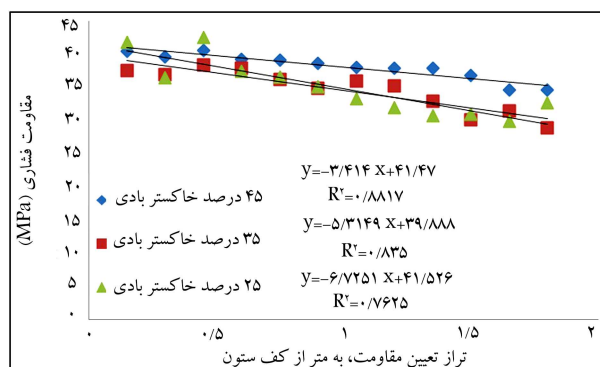 ۴۵
۴۰
۳۵
۳۰
۲۵
۲۰
۱۵
۱۰
۵
۰
مقاومت فشاری (MPa)
y=-۳/۴۱۴ x+۴۱/۴۷
R۲=۰/۸۸۱۷
۴۵ درصد خاکستر بادی
y=-۵/۳۱۴۹ x+۳۹/۸۸۸
R۲=۰/۸۳۵
۳۵ درصد خاکستر بادی
y=-۶/۷۲۵۱ x+۴۱/۵۲۶
R۲=۰/۷۶۲۵
۲۵ درصد خاکستر بادی
۰ ۰/۵ ۱ ۱/۵ ۲
تراز تعیین مقاومت، به متر از کف ستون